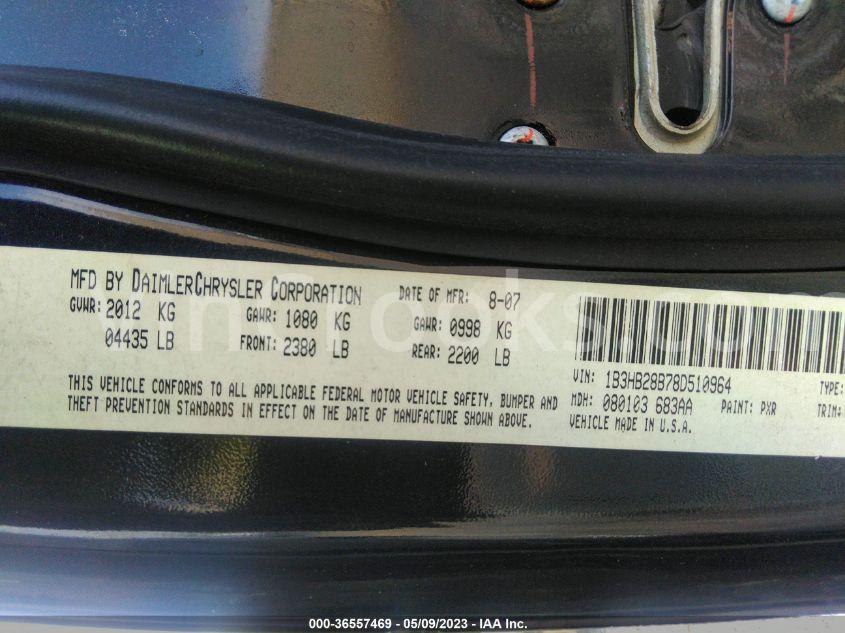 MFD BY DAIMLERCHRYSLER CORPORATION DATE OF MFR: 8-07
GVWR: 2012 KG GAWR: 1080 KG GAWR: 0998 KG
04435 LB FRONT: 2380 LB REAR: 2200 LB
THIS VEHICLE CONFORMS TO ALL APPLICABLE FEDERAL MOTOR VEHICLE SAFETY, BUMPER AND
THEFT PREVENTION STANDARDS IN EFFECT ON THE DATE OF MANUFACTURE SHOWN ABOVE.
VIN: 1B3HB28B78D510964 TYPE:
MDH: 080103 683AA PAINT: PXR TRIM:
VEHICLE MADE IN U.S.A.
000-36557469 - 05/09/2023 - IAA Inc.